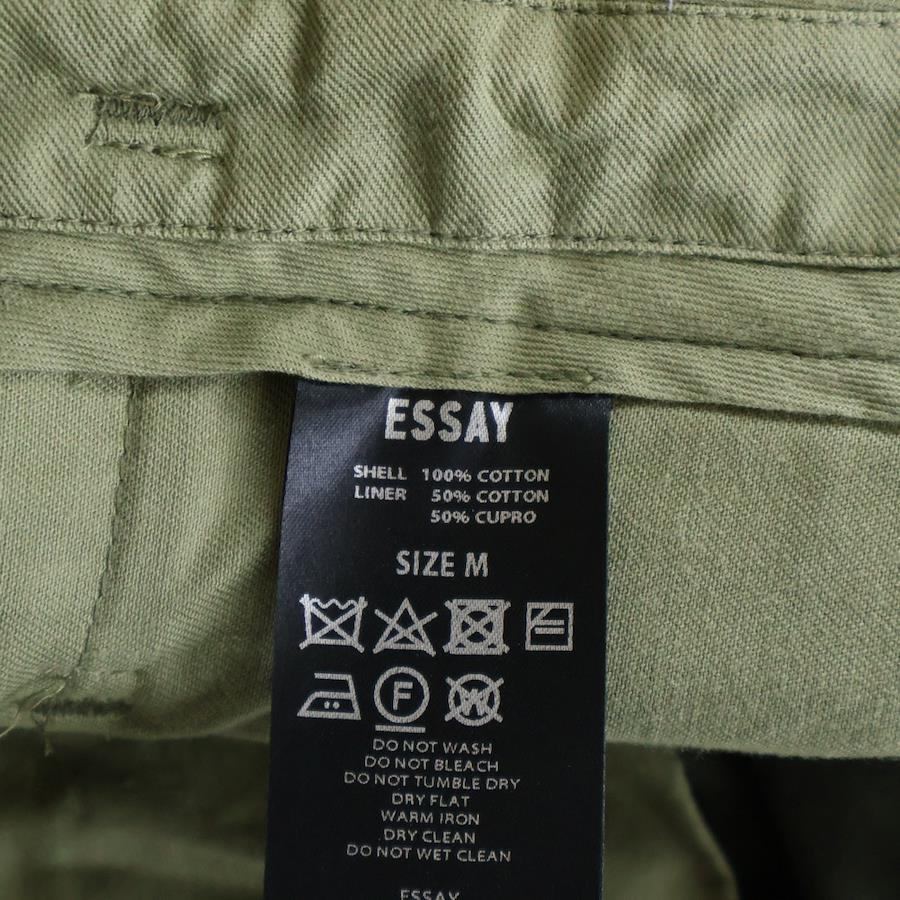 ESSAY
SHELL 100% COTTON
LINER 50% COTTON
50% CUPRO
SIZE M
F
W
DO NOT WASH
DO NOT BLEACH
DO NOT TUMBLE DRY
DRY FLAT
WARM IRON
DRY CLEAN
DO NOT WET CLEAN
ESSAY